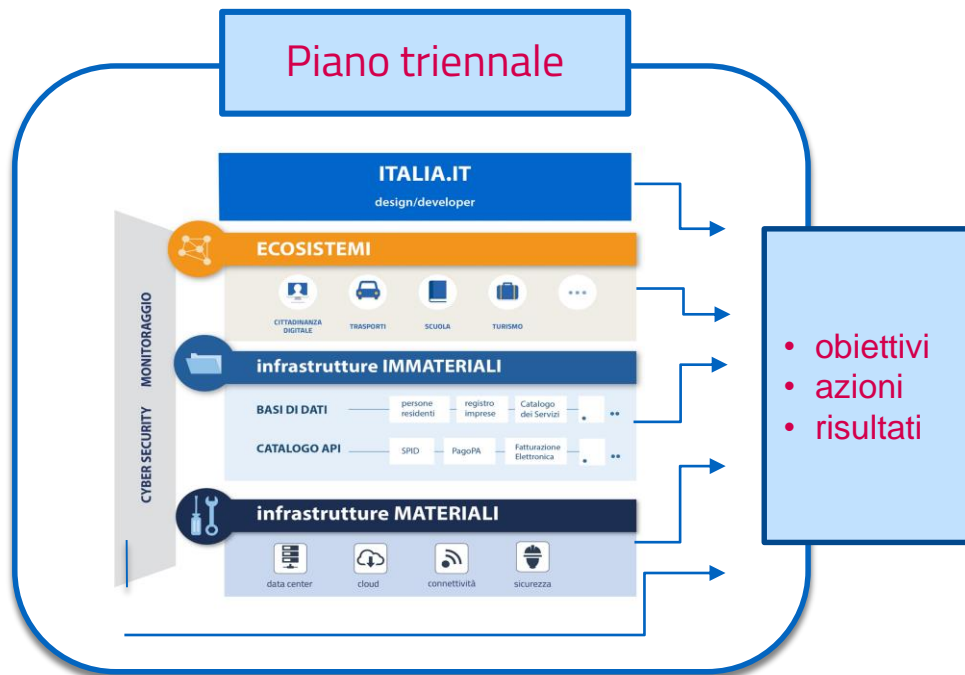 Piano triennale
ITALIA.IT
design/developer
ECOSISTEMI
CITTADINANZA
DIGITALE
TRASPORTI
SCUOLA
TURISMO
infrastrutture IMMATERIALI
BASI DI DATI
persone
residenti
registro
imprese
Catalogo
dei Servizi
CATALOGO API
SPID
PagoPA
Fatturazione
Elettronica
infrastrutture MATERIALI
data center
cloud
connettività
sicurezza
CYBER SECURITY MONITORAGGIO
• obiettivi
• azioni
• risultati